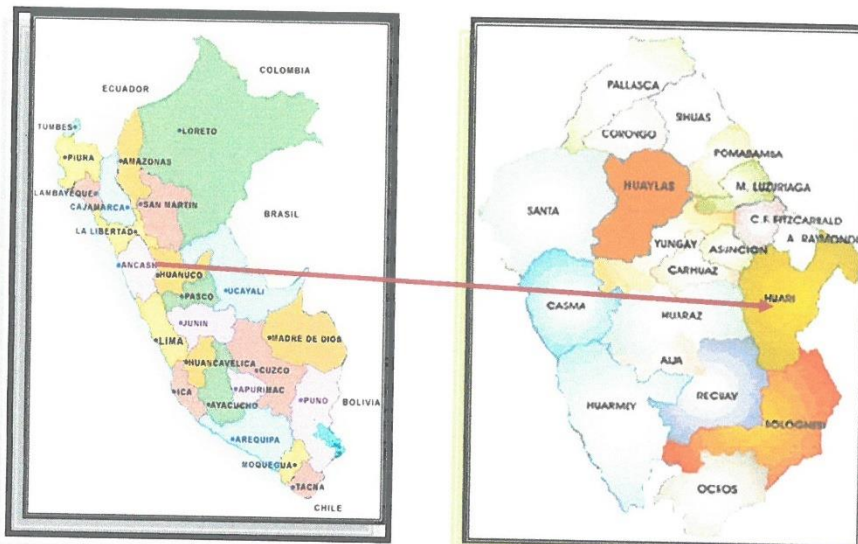 ECUADOR
COLOMBIA
TUMBES
LORETO
PIURA
AMAZONAS
LAMBAYEQUE
CAJAMARCA
SAN MARTIN
BRASIL
LA LIBERTAD
ANCASH
HUANUCO
PASCO
UCAYALI
JUNIN
LIMA
MADRE DE DIOS
HUANCAVELICA
CUZCO
ICA
APURIMAC
PUNO
BOLIVIA
AYACUCHO
AREQUIPA
MOQUEGUA
TACNA
CHILE
PALLASCA
SIHUAS
CORONGO
POMABAMBA
HUAYLAS
M. LUZURIAGA
SANTA
C.F. FITZCARRALD
A. RAYMONDI
YUNGAY
ASUNCION
CARHUAZ
CASMA
HUARAZ
HUARI
AIJA
RECUAY
HUARMEY
BOLOGNESI
OCROS